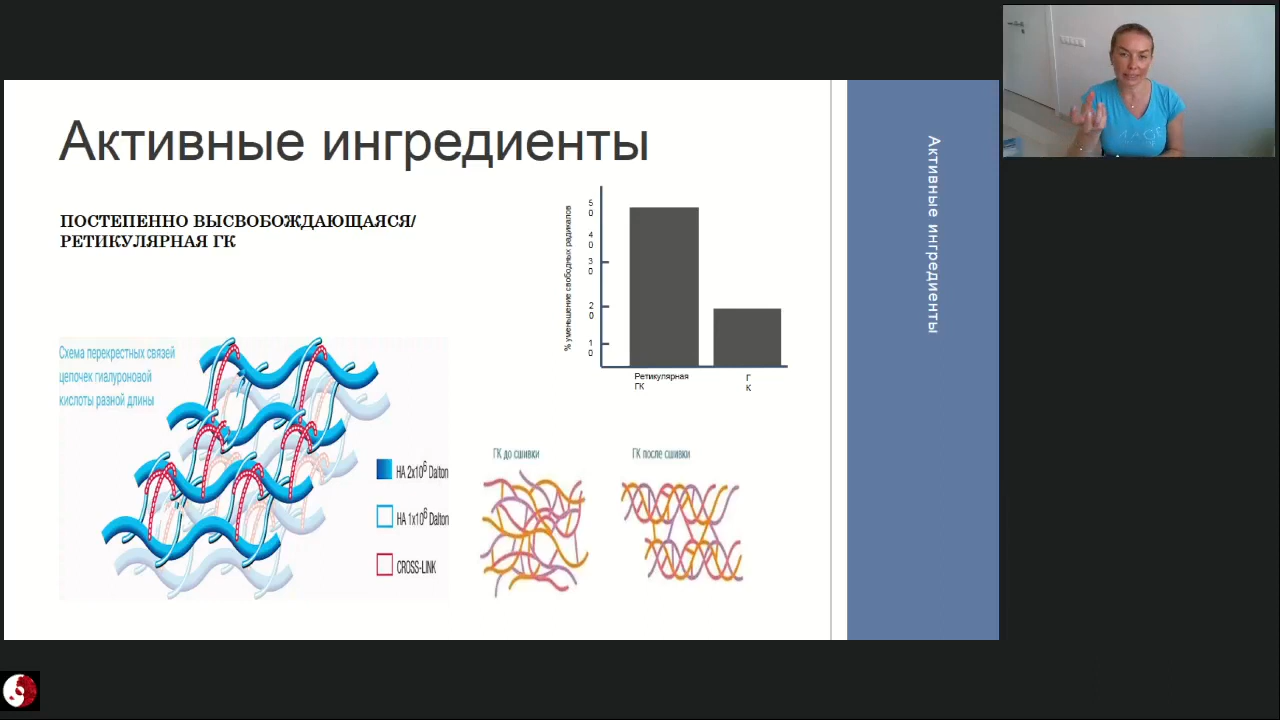 Активные ингредиенты
ПОСТЕПЕННО ВЫСВОБОЖДАЮЩАЯСЯ/
РЕТИКУЛЯРНАЯ ГК
% уменьшение свободных радикалов
5
0
4
0
3
0
2
0
1
0
Ретикулярная
ГК
Г
К
Схема перекрестных связей
цепочек гиалуроновой
кислоты разной длины
HA 2x10⁶ Dalton
HA 1x10⁶ Dalton
CROSS-LINK
ГК до сшивки
ГК после сшивки
Активные ингредиенты